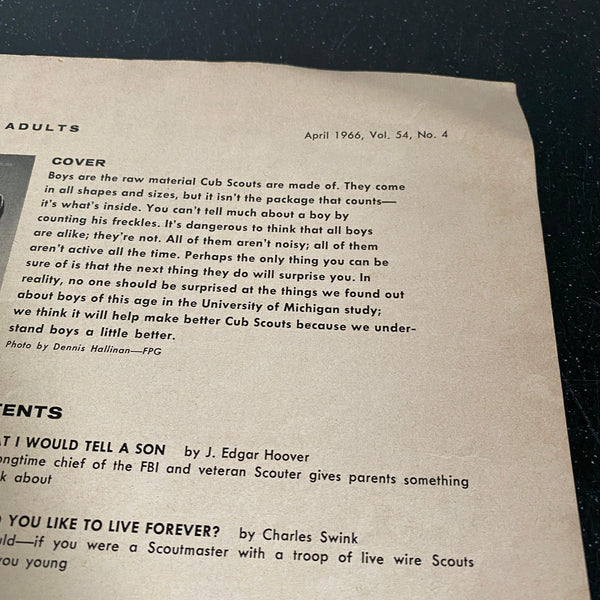 ADULTS
April 1966, Vol. 54, No. 4
COVER
Boys are the raw material Cub Scouts are made of. They come
in all shapes and sizes, but it isn't the package that counts—
it's what's inside. You can't tell much about a boy by
counting his freckles. It's dangerous to think that all boys
are alike; they're not. All of them aren't noisy; all of them
aren't active all the time. Perhaps the only thing you can be
sure of is that the next thing they do will surprise you. In
reality, no one should be surprised at the things we found out
about boys of this age in the University of Michigan study;
we think it will help make better Cub Scouts because we under-
stand boys a little better.
Photo by Dennis Hallinan—FPG
TENTS
AT I WOULD TELL A SON by J. Edgar Hoover
ongtime chief of the FBI and veteran Scouter gives parents something
k about
D YOU LIKE TO LIVE FOREVER? by Charles Swink
uld—if you were a Scoutmaster with a troop of live wire Scouts
you young